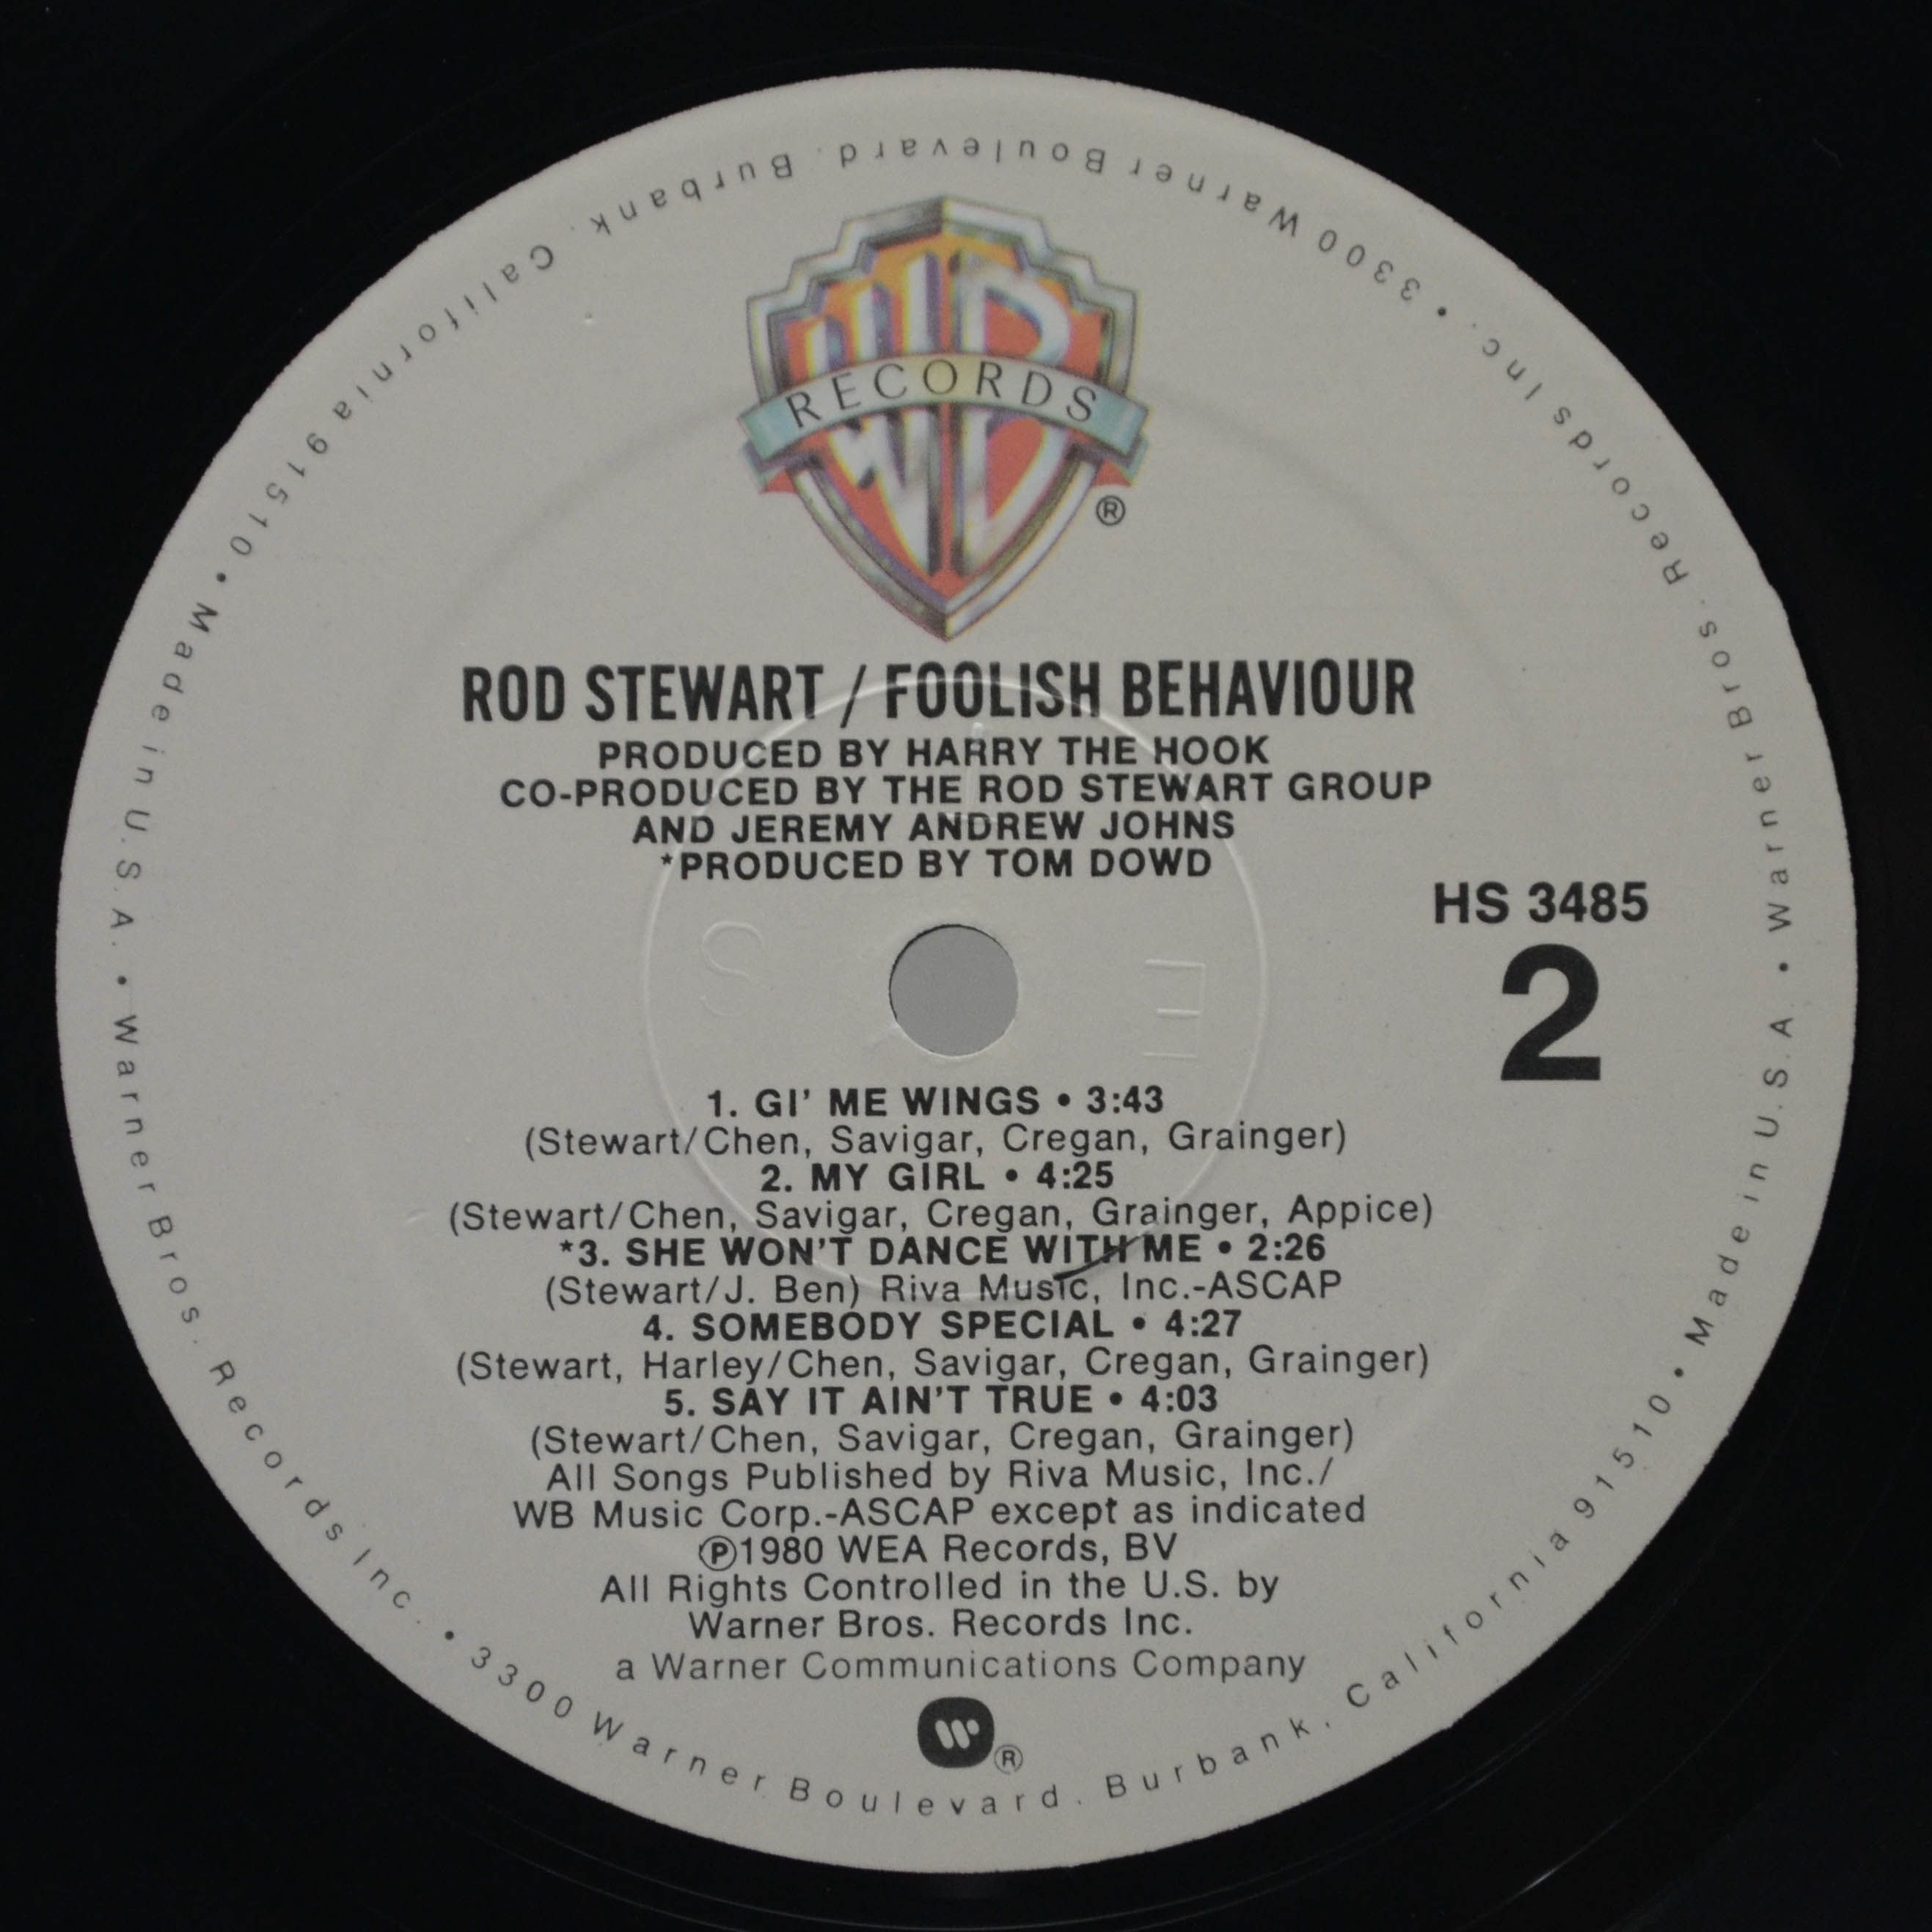 WB
RECORDS
®
ROD STEWART / FOOLISH BEHAVIOUR
PRODUCED BY HARRY THE HOOK
CO-PRODUCED BY THE ROD STEWART GROUP
AND JEREMY ANDREW JOHNS
*PRODUCED BY TOM DOWD
HS 3485
2
1. GI' ME WINGS • 3:43
(Stewart/Chen, Savigar, Cregan, Grainger)
2. MY GIRL • 4:25
(Stewart/Chen, Savigar, Cregan, Grainger, Appice)
*3. SHE WON'T DANCE WITH ME • 2:26
(Stewart/J. Ben) Riva Music, Inc.-ASCAP
4. SOMEBODY SPECIAL • 4:27
(Stewart, Harley/Chen, Savigar, Cregan, Grainger)
5. SAY IT AIN'T TRUE • 4:03
(Stewart/Chen, Savigar, Cregan, Grainger)
All Songs Published by Riva Music, Inc./
WB Music Corp.-ASCAP except as indicated
Ⓟ1980 WEA Records, BV
All Rights Controlled in the U.S. by
Warner Bros. Records Inc.
a Warner Communications Company
W ®
Warner Bros. Records Inc. • 3300 Warner Boulevard. Burbank. California 91510 • Made in U.S.A. • Warner Bros. Records Inc. • 3300 Warner Boulevard. Burbank. California 91510 • Made in U.S.A. •